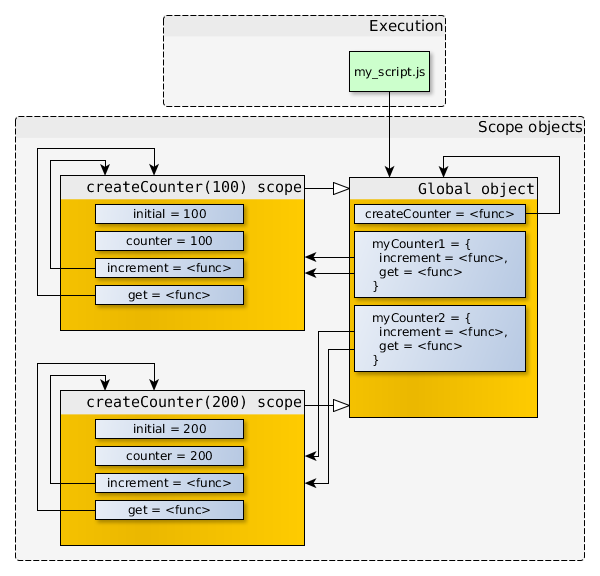 Execution
my_script.js
Scope objects
createCounter(100) scope
initial = 100
counter = 100
increment = <func>
get = <func>
Global object
createCounter = <func>
myCounter1 = {
increment = <func>,
get = <func>
}
myCounter2 = {
increment = <func>,
get = <func>
}
createCounter(200) scope
initial = 200
counter = 200
increment = <func>
get = <func>